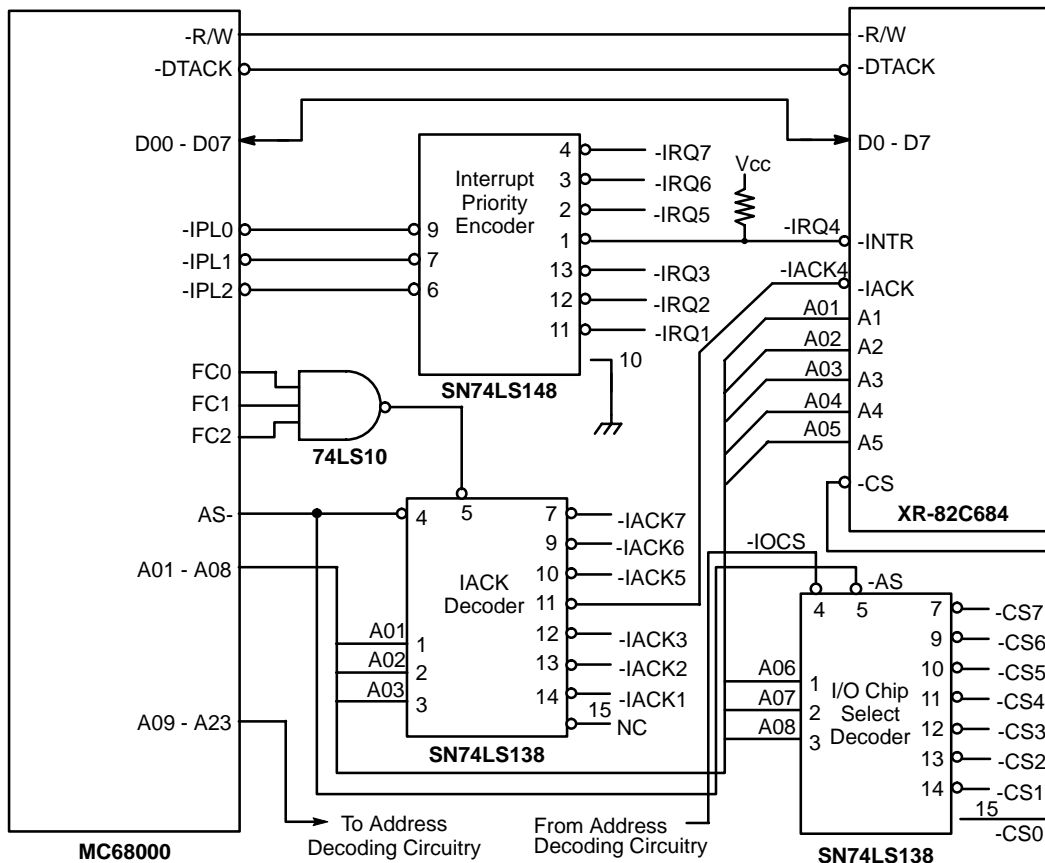 -R/W
-DTACK
D00 - D07
-IPL0
-IPL1
-IPL2
FC0
FC1
FC2
AS-
A01 - A08
A09 - A23
MC68000
Interrupt
Priority
Encoder
9
7
6
4
3
2
1
13
12
11
10
-IRQ7
-IRQ6
-IRQ5
-IRQ4
-IRQ3
-IRQ2
-IRQ1
SN74LS148
Vcc
74LS10
IACK
Decoder
4
5
A01
A02
A03
1
2
3
7
9
10
11
12
13
14
15
-IACK7
-IACK6
-IACK5
-IACK4
-IACK3
-IACK2
-IACK1
NC
SN74LS138
To Address
Decoding Circuitry
From Address
Decoding Circuitry
-R/W
-DTACK
D0 - D7
-INTR
-IACK
A01
A02
A03
A04
A05
A1
A2
A3
A4
A5
-CS
XR-82C684
-IOCS
-AS
4
5
A06
A07
A08
1
2
3
I/O Chip
Select
Decoder
7
9
10
11
12
13
14
15
-CS7
-CS6
-CS5
-CS4
-CS3
-CS2
-CS1
-CS0
SN74LS138